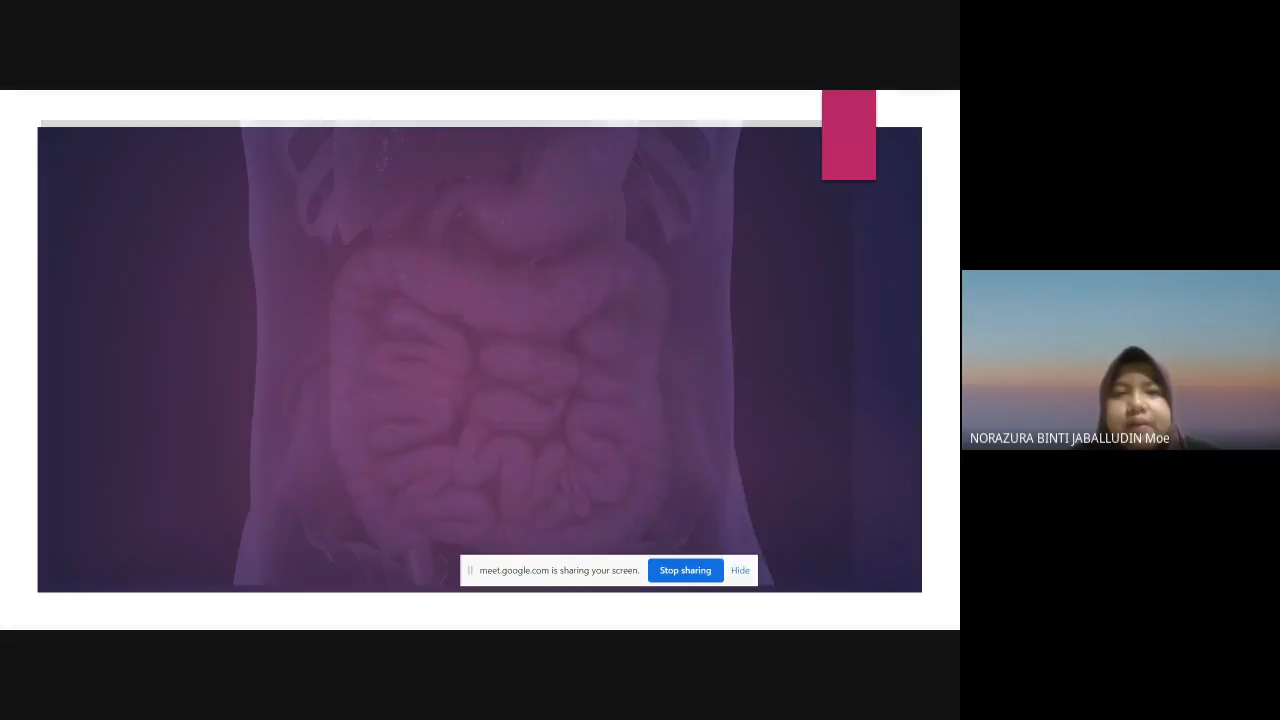 meet.google.com is sharing your screen.
Stop sharing
Hide
NORAZURA BINTI JABALLUDIN Moe